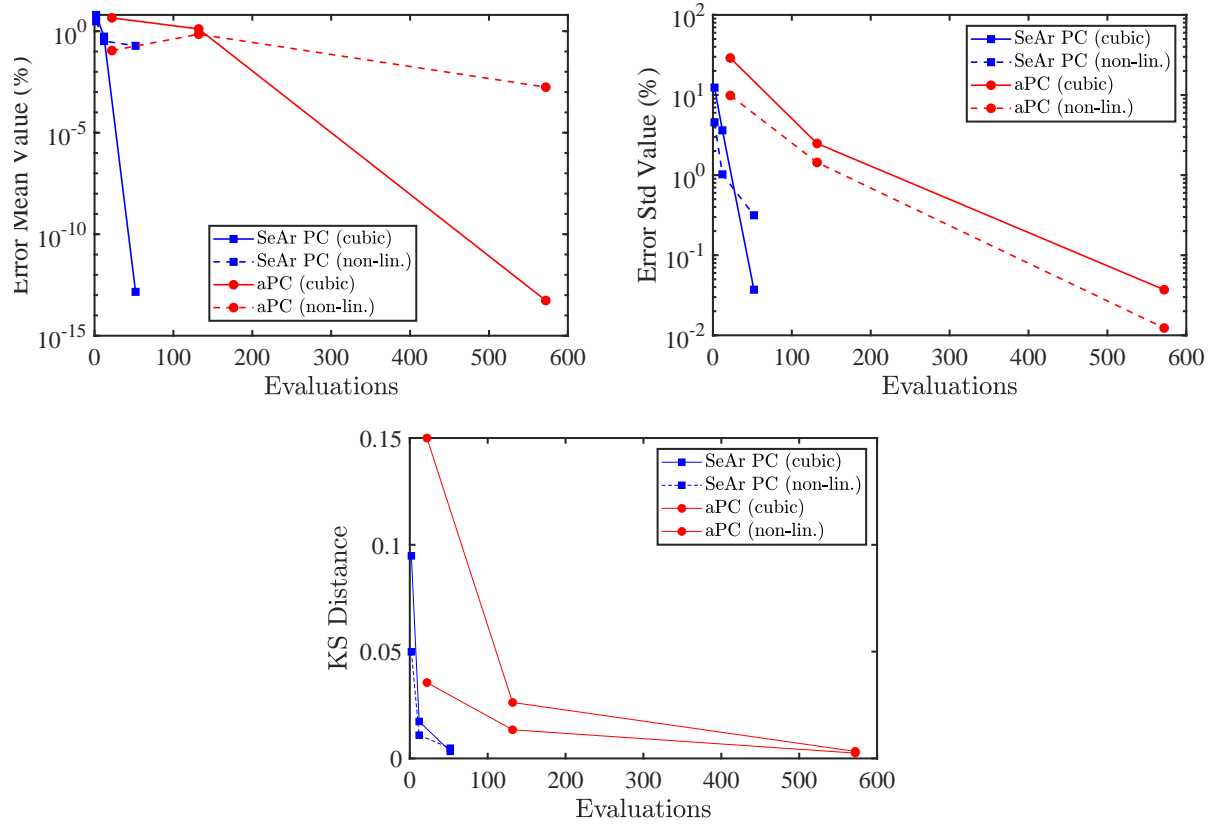 10^0
10^-5
10^-10
10^-15
Error Mean Value (%)
SeAr PC (cubic)
SeAr PC (non-lin.)
aPC (cubic)
aPC (non-lin.)
0 100 200 300 400 500 600
Evaluations
10^2
10^1
10^0
10^-1
10^-2
Error Std Value (%)
SeAr PC (cubic)
SeAr PC (non-lin.)
aPC (cubic)
aPC (non-lin.)
0 100 200 300 400 500 600
Evaluations
0.15
0.1
0.05
0
KS Distance
SeAr PC (cubic)
SeAr PC (non-lin.)
aPC (cubic)
aPC (non-lin.)
0 100 200 300 400 500 600
Evaluations